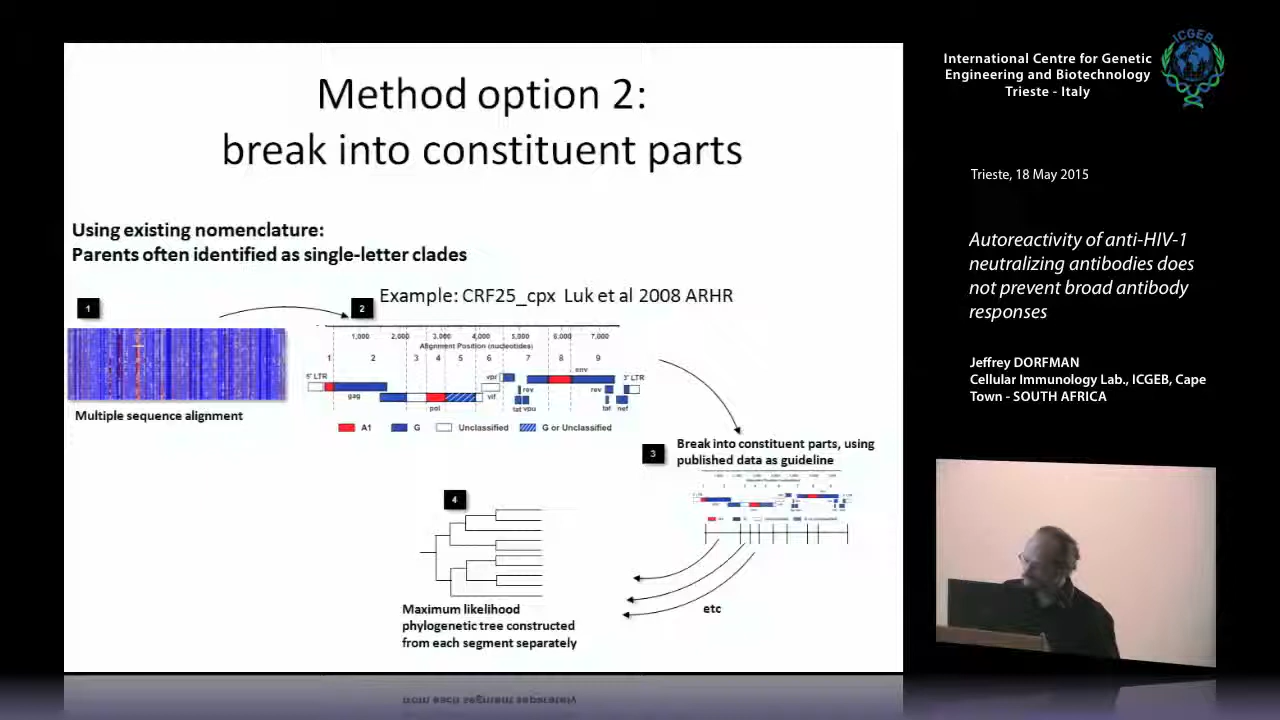 Method option 2:
break into constituent parts
Using existing nomenclature:
Parents often identified as single-letter clades
1
2
Example: CRF25_cpx Luk et al 2008 ARHR
1,000 2,000 3,000 4,000 5,000 6,000 7,000
Alignment Position (nucleotides)
1 2 3 4 5 6 7 8 9
5' LTR
gag
pol
vpr
vif
rev
tat vpu
env
rev
tat
nef
3' LTR
A1 G Unclassified G or Unclassified
Multiple sequence alignment
3
Break into constituent parts, using
published data as guideline
4
etc
Maximum likelihood
phylogenetic tree constructed
from each segment separately
International Centre for Genetic
Engineering and Biotechnology
Trieste - Italy
ICGEB
Trieste, 18 May 2015
Autoreactivity of anti-HIV-1
neutralizing antibodies does
not prevent broad antibody
responses
Jeffrey DORFMAN
Cellular Immunology Lab., ICGEB, Cape
Town - SOUTH AFRICA